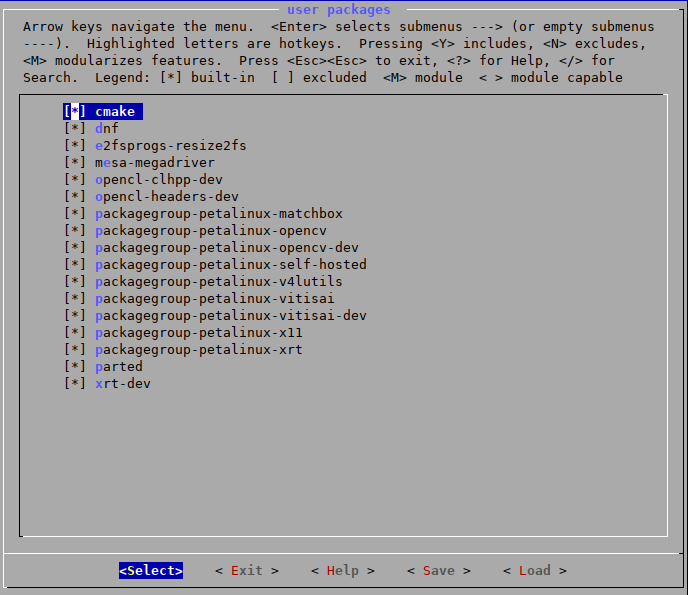 user packages
Arrow keys navigate the menu.  <Enter> selects submenus ---> (or empty submenus
----).  Highlighted letters are hotkeys.  Pressing <Y> includes, <N> excludes,
<M> modularizes features.  Press <Esc><Esc> to exit, <?> for Help, </> for
Search.  Legend: [*] built-in  [ ] excluded  <M> module  < > module capable
[*] cmake
[*] dnf
[*] e2fsprogs-resize2fs
[*] mesa-megadriver
[*] opencl-clhpp-dev
[*] opencl-headers-dev
[*] packagegroup-petalinux-matchbox
[*] packagegroup-petalinux-opencv
[*] packagegroup-petalinux-opencv-dev
[*] packagegroup-petalinux-self-hosted
[*] packagegroup-petalinux-v4lutils
[*] packagegroup-petalinux-vitisai
[*] packagegroup-petalinux-vitisai-dev
[*] packagegroup-petalinux-x11
[*] packagegroup-petalinux-xrt
[*] parted
[*] xrt-dev
<Select>    < Exit >    < Help >    < Save >    < Load >